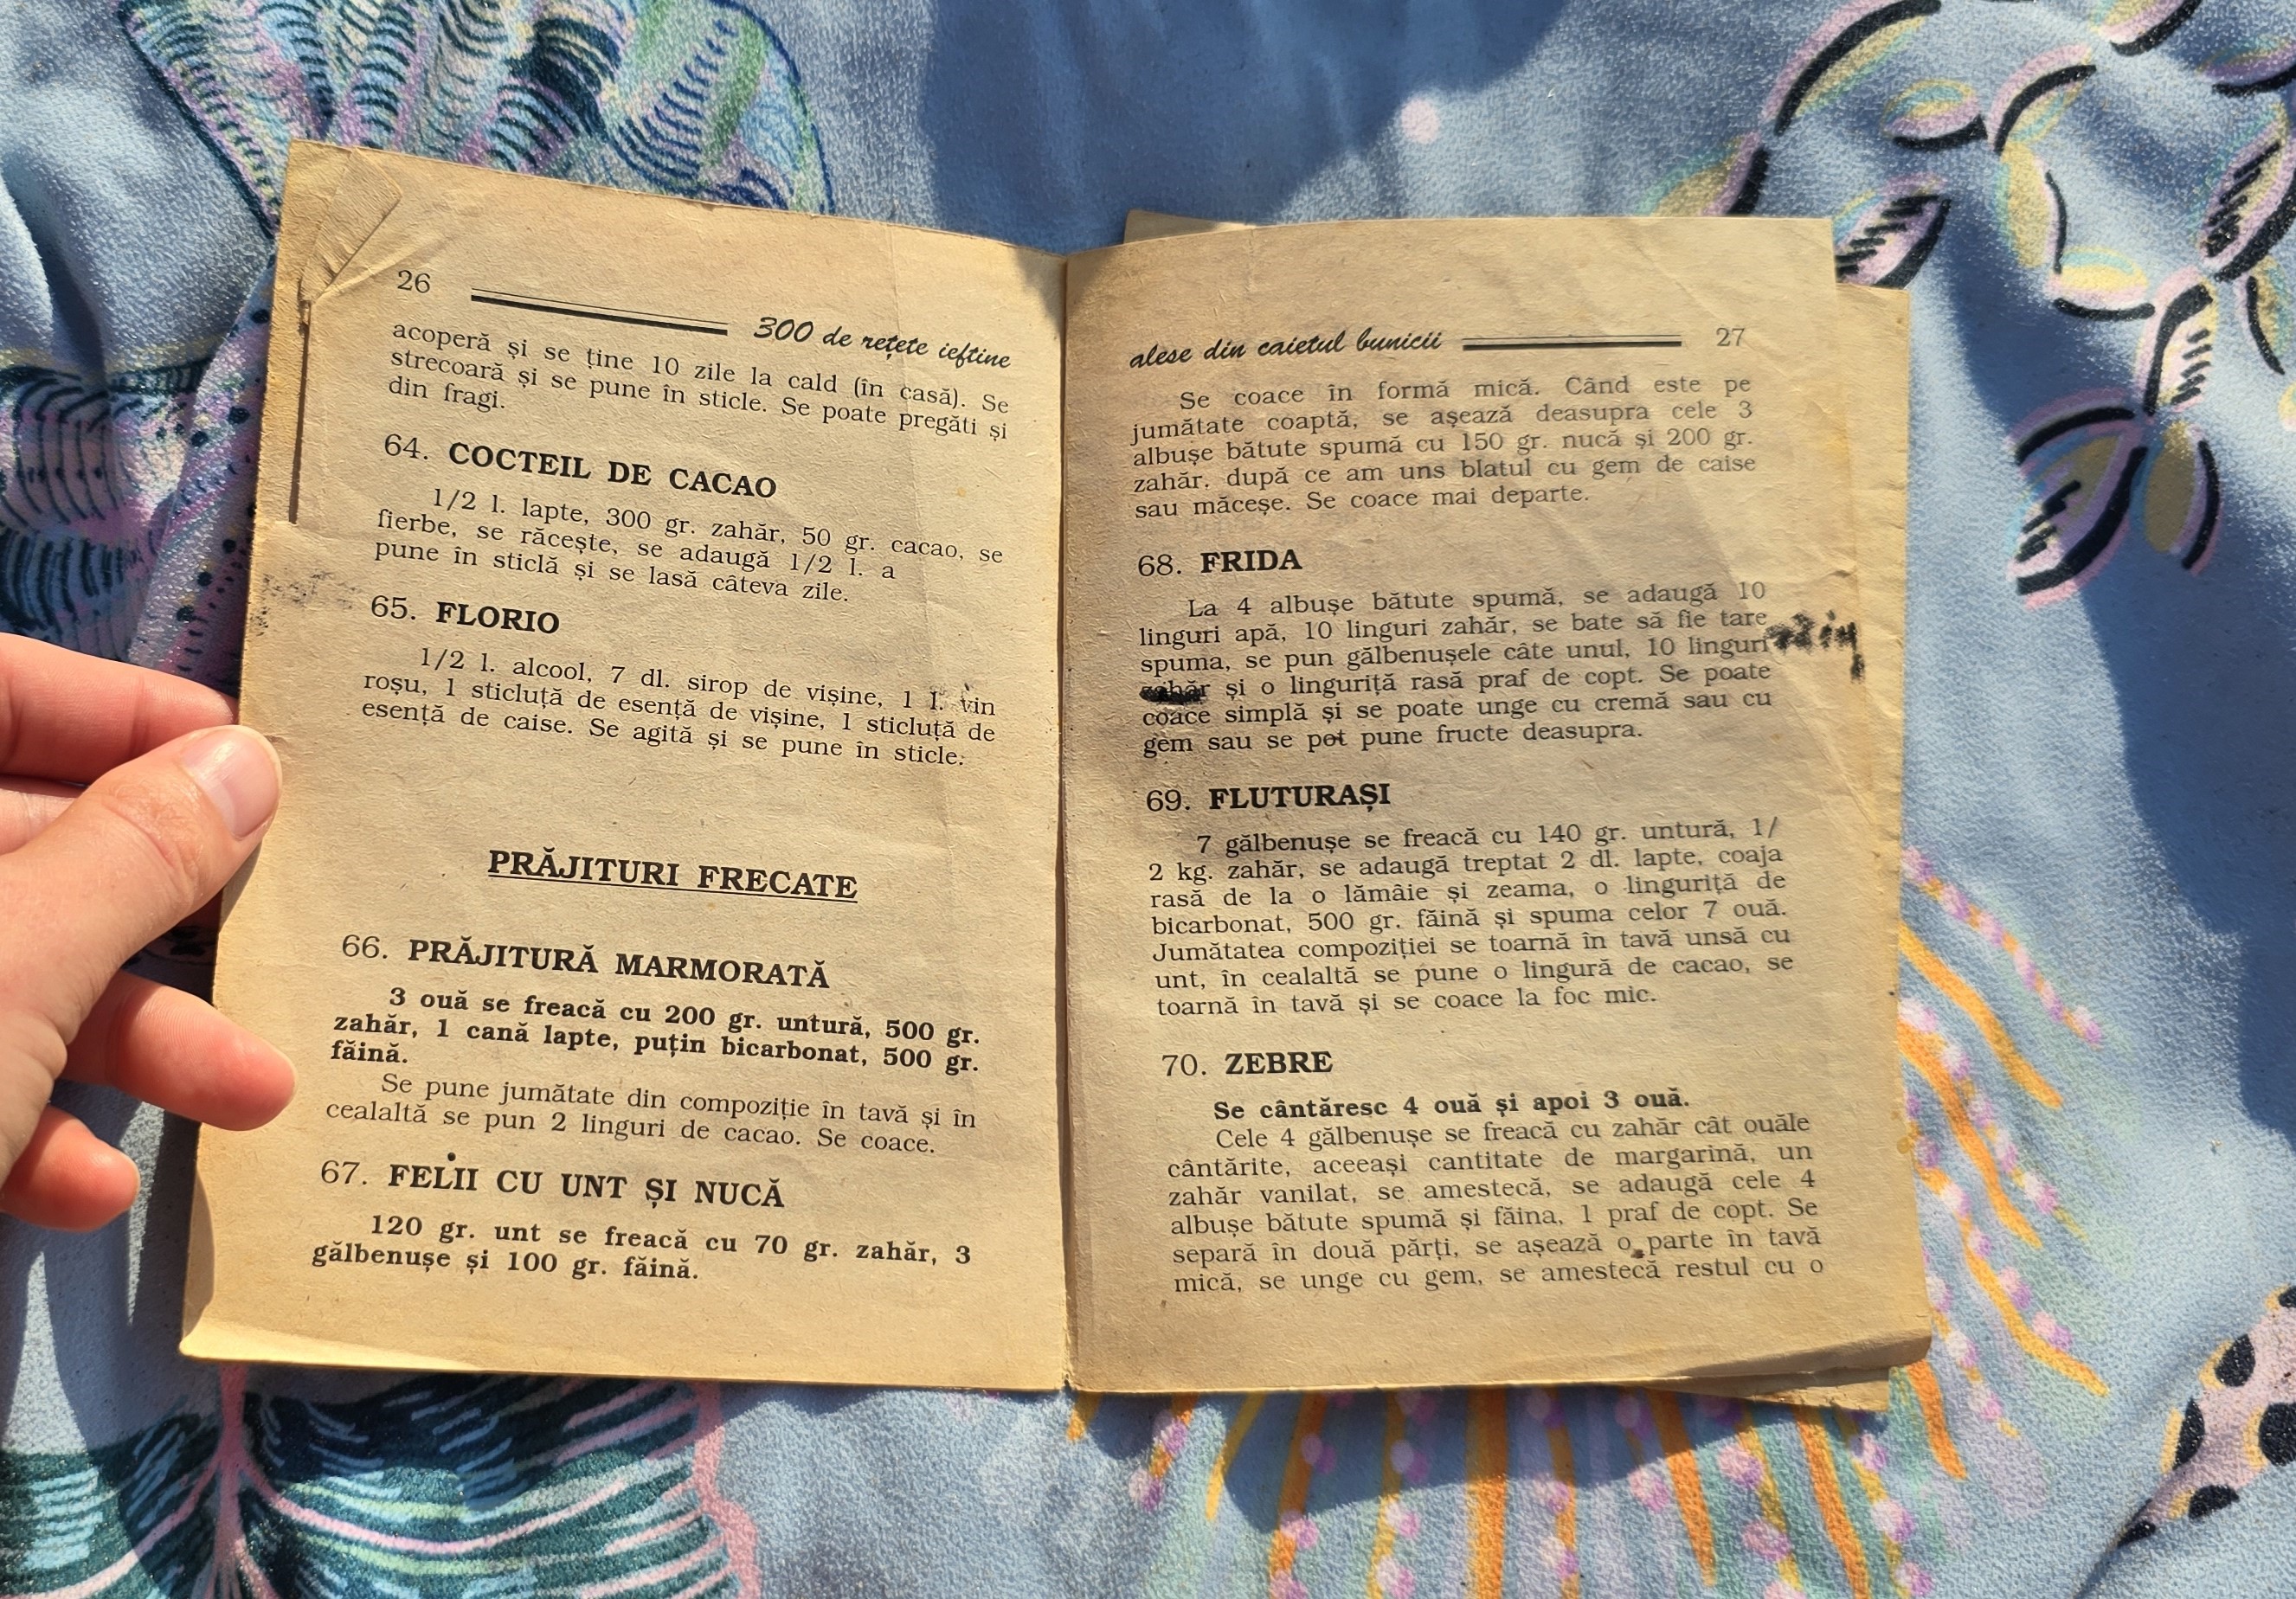 26
300 de rețete ieftine
acoperă și se ține 10 zile la cald (în casă). Se
strecoară și se pune în sticle. Se poate pregăti și
din fragi.
64. COCTEIL DE CACAO
1/2 l. lapte, 300 gr. zahăr, 50 gr. cacao, se
fierbe, se răcește, se adaugă 1/2 l. a
pune în sticlă și se lasă câteva zile.
65. FLORIO
1/2 l. alcool, 7 dl. sirop de vișine, 1 l. vin
roșu, 1 sticluță de esență de vișine, 1 sticluță de
esență de caise. Se agită și se pune în sticle.
PRĂJITURI FRECATE
66. PRĂJITURĂ MARMORATĂ
3 ouă se freacă cu 200 gr. untură, 500 gr.
zahăr, 1 cană lapte, puțin bicarbonat, 500 gr.
făină.
Se pune jumătate din compoziție în tavă și în
cealaltă se pun 2 linguri de cacao. Se coace.
67. FELII CU UNT ȘI NUCĂ
120 gr. unt se freacă cu 70 gr. zahăr, 3
gălbenușe și 100 gr. făină.
alese din caietul bunicii
27
Se coace în formă mică. Când este pe
jumătate coaptă, se așează deasupra cele 3
albușe bătute spumă cu 150 gr. nucă și 200 gr.
zahăr. după ce am uns blatul cu gem de caise
sau măceșe. Se coace mai departe.
68. FRIDA
La 4 albușe bătute spumă, se adaugă 10
linguri apă, 10 linguri zahăr, se bate să fie tare
spuma, se pun gălbenușele câte unul, 10 linguri
zahăr și o linguriță rasă praf de copt. Se poate
coace simplă și se poate unge cu cremă sau cu
gem sau se pot pune fructe deasupra.
69. FLUTURAȘI
7 gălbenușe se freacă cu 140 gr. untură, 1/
2 kg. zahăr, se adaugă treptat 2 dl. lapte, coaja
rasă de la o lămâie și zeama, o linguriță de
bicarbonat, 500 gr. făină și spuma celor 7 ouă.
Jumătatea compoziției se toarnă în tavă unsă cu
unt, în cealaltă se pune o lingură de cacao, se
toarnă în tavă și se coace la foc mic.
70. ZEBRE
Se cântăresc 4 ouă și apoi 3 ouă.
Cele 4 gălbenușe se freacă cu zahăr cât ouăle
cântărite, aceeași cantitate de margarină, un
zahăr vanilat, se amestecă, se adaugă cele 4
albușe bătute spumă și făina, 1 praf de copt. Se
separă în două părți, se așează o parte în tavă
mică, se unge cu gem, se amestecă restul cu o